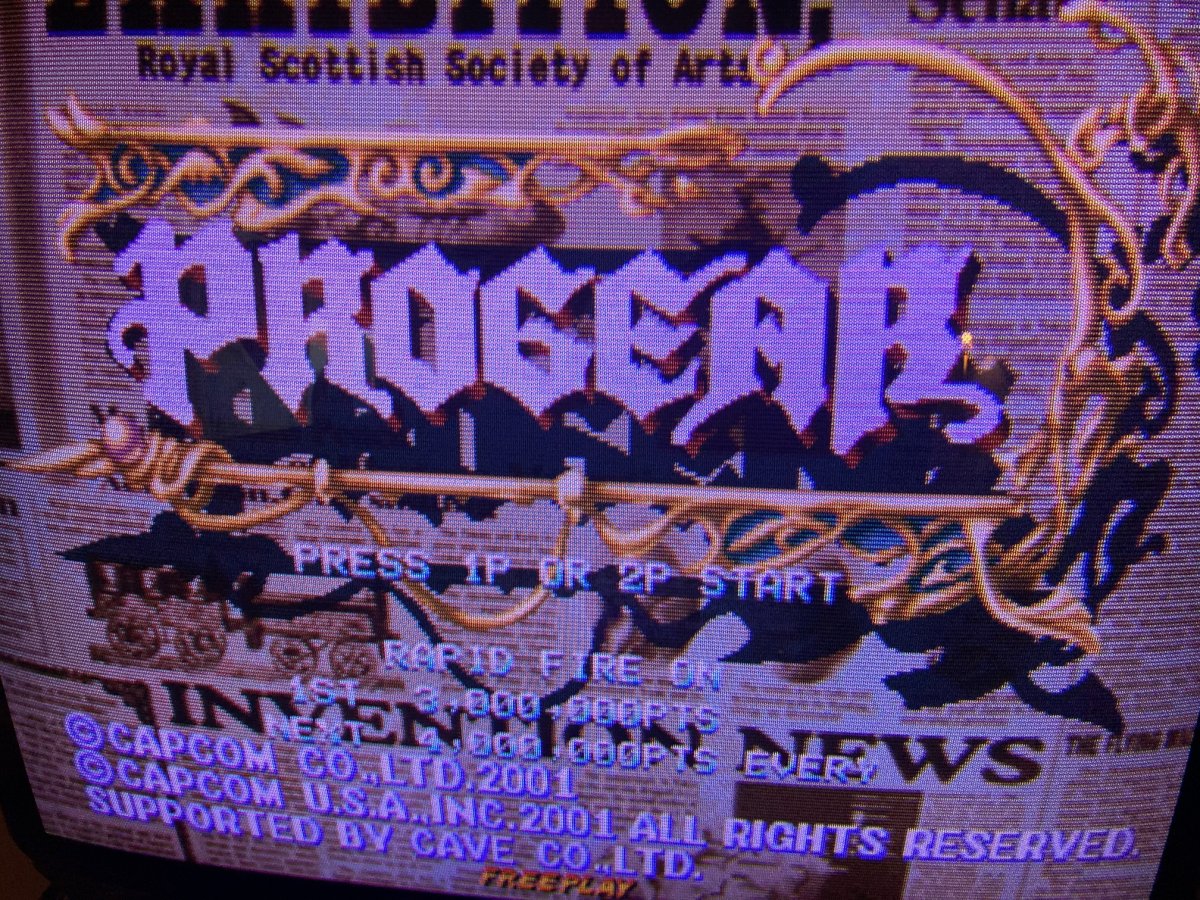 Royal Scottish Society of Arts
PROGEAR
PRESS 1P OR 2P START
RAPID FIRE ON
1ST 3,000,000PTS
NEXT 4,000,000PTS EVERY
INVENTION NEWS
©CAPCOM CO.,LTD.2001
©CAPCOM U.S.A.,INC.2001 ALL RIGHTS RESERVED.
SUPPORTED BY CAVE CO.,LTD.
FREEPLAY